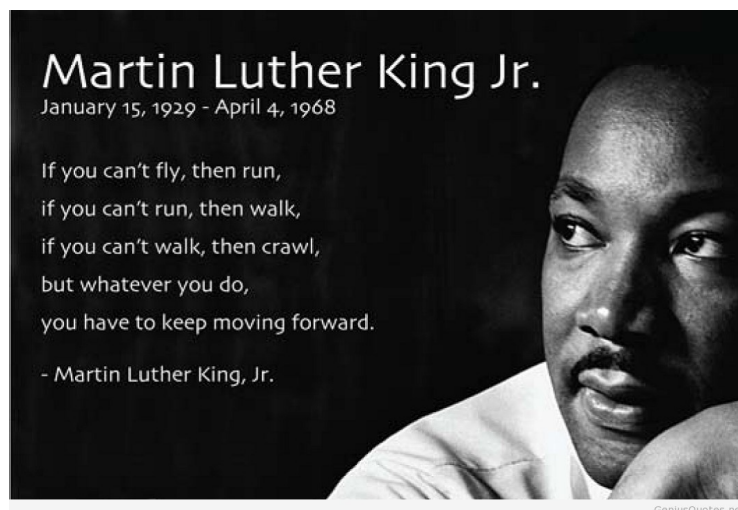 Martin Luther King Jr.
January 15, 1929 - April 4, 1968
If you can't fly, then run,
if you can't run, then walk,
if you can't walk, then crawl,
but whatever you do,
you have to keep moving forward.
- Martin Luther King, Jr.